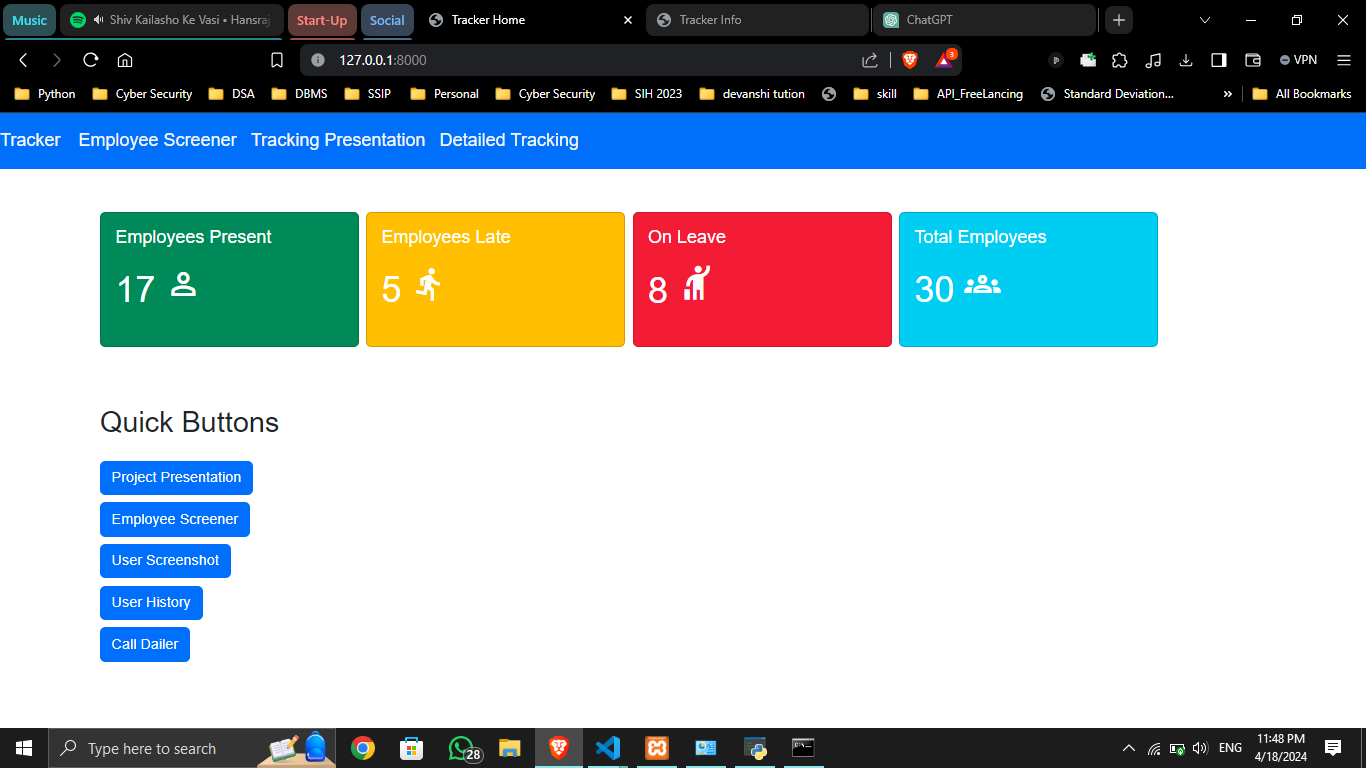 Music Shiv Kailasho Ke Vasi • Hansraj Start-Up Social Tracker Home Tracker Info ChatGPT
127.0.0.1:8000 3 VPN
Python Cyber Security DSA DBMS SSIP Personal Cyber Security SIH 2023 devanshi tution skill API_FreeLancing Standard Deviation... » All Bookmarks
Tracker Employee Screener Tracking Presentation Detailed Tracking
Employees Present Employees Late On Leave Total Employees
17 5 8 30
Quick Buttons
Project Presentation
Employee Screener
User Screenshot
User History
Call Dailer
Type here to search 28 ENG 11:48 PM
4/18/2024